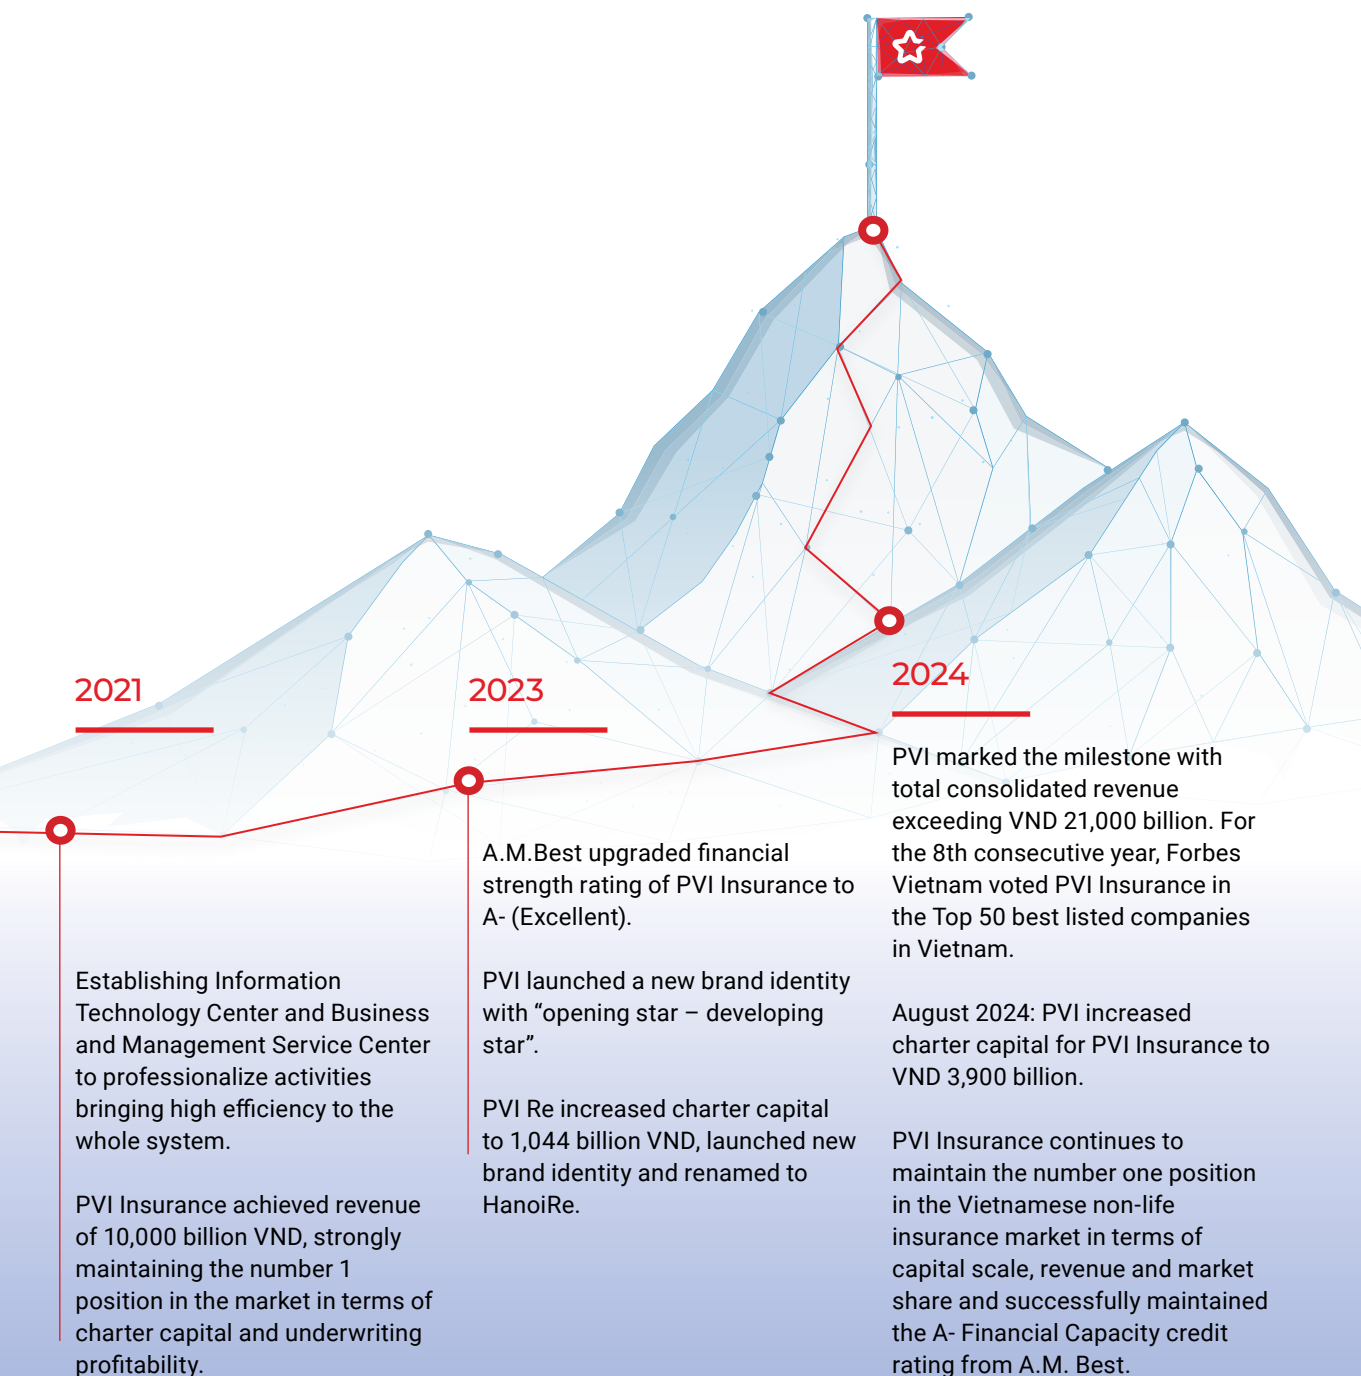 2021
Establishing Information
Technology Center and Business
and Management Service Center
to professionalize activities
bringing high efficiency to the
whole system.
PVI Insurance achieved revenue
of 10,000 billion VND, strongly
maintaining the number 1
position in the market in terms of
charter capital and underwriting
profitability.
2023
A.M.Best upgraded financial
strength rating of PVI Insurance to
A- (Excellent).
PVI launched a new brand identity
with “opening star – developing
star”.
PVI Re increased charter capital
to 1,044 billion VND, launched new
brand identity and renamed to
HanoiRe.
2024
PVI marked the milestone with
total consolidated revenue
exceeding VND 21,000 billion. For
the 8th consecutive year, Forbes
Vietnam voted PVI Insurance in
the Top 50 best listed companies
in Vietnam.
August 2024: PVI increased
charter capital for PVI Insurance to
VND 3,900 billion.
PVI Insurance continues to
maintain the number one position
in the Vietnamese non-life
insurance market in terms of
capital scale, revenue and market
share and successfully maintained
the A- Financial Capacity credit
rating from A.M. Best.